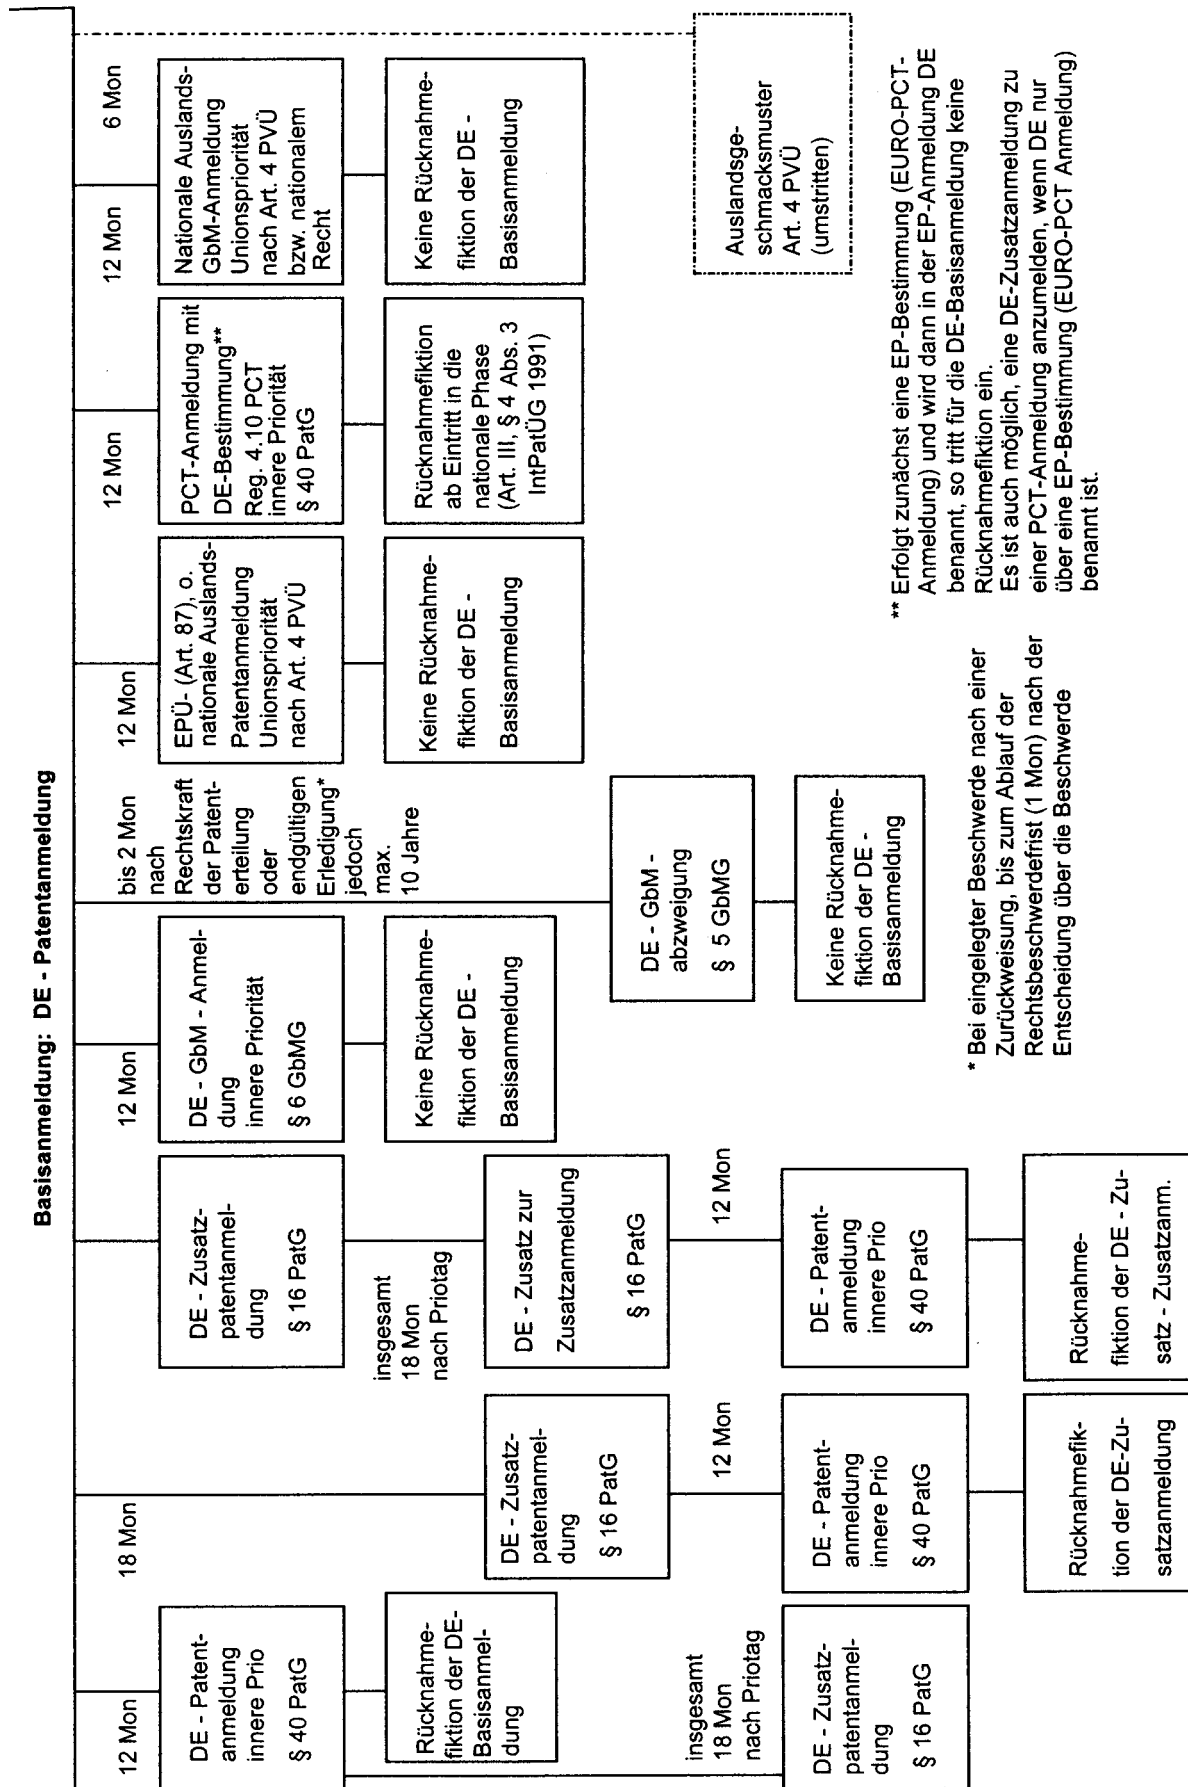 Basisanmeldung: DE - Patentanmeldung
12 Mon
DE - Patent-
anmeldung
innere Prio
§ 40 PatG
Rücknahme-
fiktion der DE-
Basisanmel-
dung
insgesamt
18 Mon
nach Priotag
DE - Zusatz-
patentanmel-
dung
§ 16 PatG
18 Mon
DE - Zusatz-
patentanmel-
dung
§ 16 PatG
12 Mon
DE - Patent-
anmeldung
innere Prio
§ 40 PatG
Rücknahmefik-
tion der DE-Zu-
satzanmeldung
DE - Zusatz-
patentanmel-
dung
§ 16 PatG
insgesamt
18 Mon
nach Priotag
DE - Zusatz zur
Zusatzanmeldung
§ 16 PatG
12 Mon
DE - Patent-
anmeldung
innere Prio
§ 40 PatG
Rücknahme-
fiktion der DE - Zu-
satz - Zusatzanm.
12 Mon
DE - GbM - Anmel-
dung
innere Priorität
§ 6 GbMG
Keine Rücknahme-
fiktion der DE -
Basisanmeldung
bis 2 Mon
nach
Rechtskraft
der Patent-
erteilung
oder
endgültigen
Erledigung*
jedoch
max.
10 Jahre
DE - GbM -
abzweigung
§ 5 GbMG
Keine Rücknahme-
fiktion der DE -
Basisanmeldung
12 Mon
EPÜ- (Art. 87), o.
nationale Auslands-
Patentanmeldung
Unionspriorität
nach Art. 4 PVÜ
Keine Rücknahme-
fiktion der DE -
Basisanmeldung
12 Mon
PCT-Anmeldung mit
DE-Bestimmung**
Reg. 4.10 PCT
innere Priorität
§ 40 PatG
Rücknahmefiktion
ab Eintritt in die
nationale Phase
(Art. III, § 4 Abs. 3
IntPatÜG 1991)
12 Mon
Nationale Auslands-
GbM-Anmeldung
Unionspriorität
nach Art. 4 PVÜ
bzw. nationalem
Recht
Keine Rücknahme-
fiktion der DE -
Basisanmeldung
6 Mon
Auslandsge-
schmacksmuster
Art. 4 PVÜ
(umstritten)
* Bei eingelegter Beschwerde nach einer
Zurückweisung, bis zum Ablauf der
Rechtsbeschwerdefrist (1 Mon) nach der
Entscheidung über die Beschwerde
** Erfolgt zunächst eine EP-Bestimmung (EURO-PCT-
Anmeldung) und wird dann in der EP-Anmeldung DE
benannt, so tritt für die DE-Basisanmeldung keine
Rücknahmefiktion ein.
Es ist auch möglich, eine DE-Zusatzanmeldung zu
einer PCT-Anmeldung anzumelden, wenn DE nur
über eine EP-Bestimmung (EURO-PCT Anmeldung)
benannt ist.